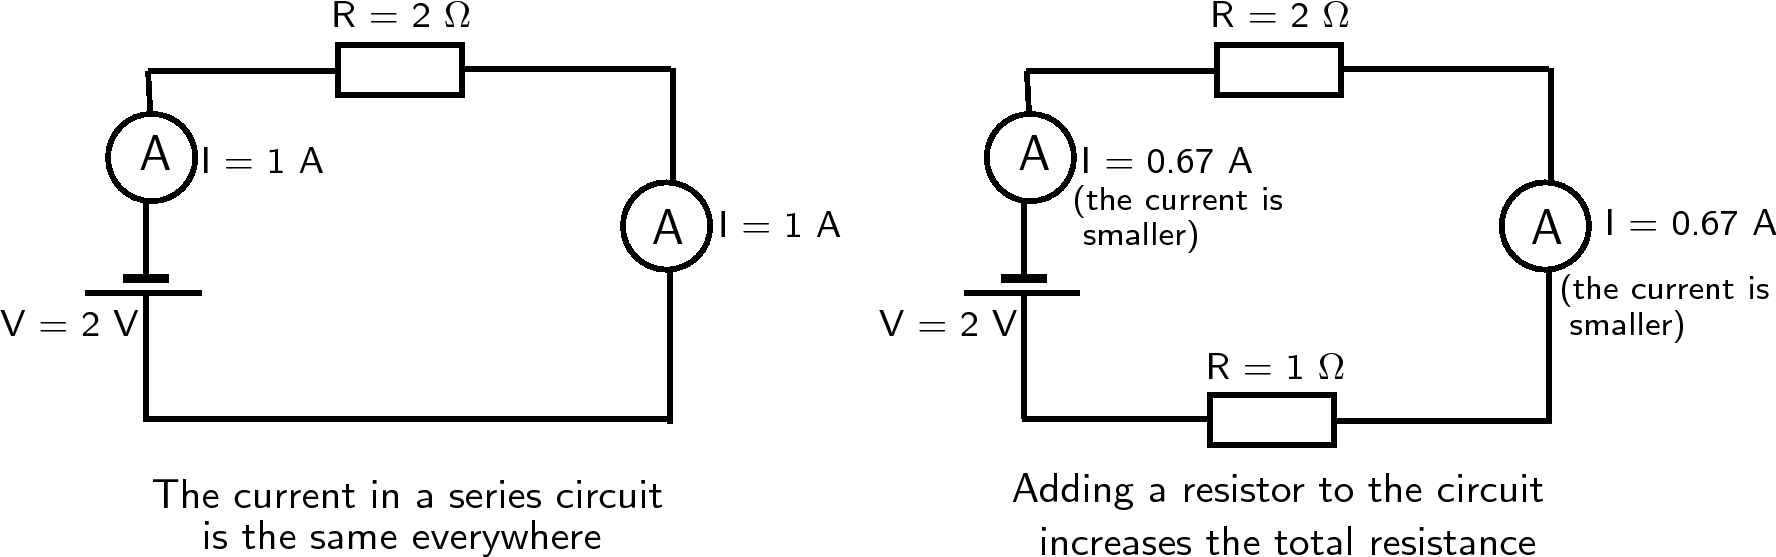 R = 2 Ω
A
I = 1 A
A
I = 1 A
V = 2 V
The current in a series circuit
is the same everywhere
R = 2 Ω
A
I = 0.67 A
(the current is
smaller)
A
I = 0.67 A
(the current is
smaller)
V = 2 V
R = 1 Ω
Adding a resistor to the circuit
increases the total resistance